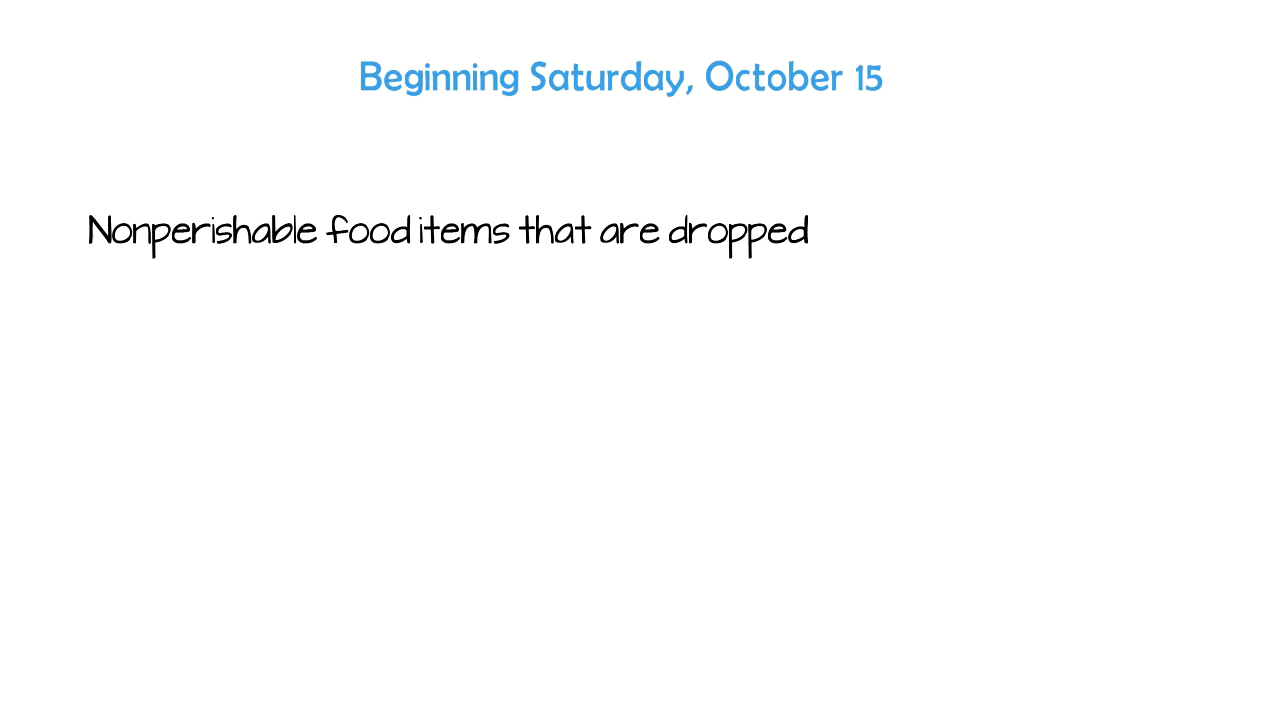 Beginning Saturday, October 15
Nonperishable food items that are dropped